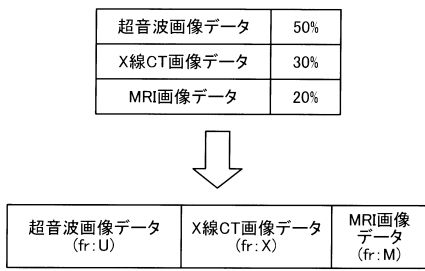 超音波画像データ 50%
X線CT画像データ 30%
MRI画像データ 20%
超音波画像データ
(fr:U)
X線CT画像データ
(fr:X)
MRI画像
データ
(fr:M)